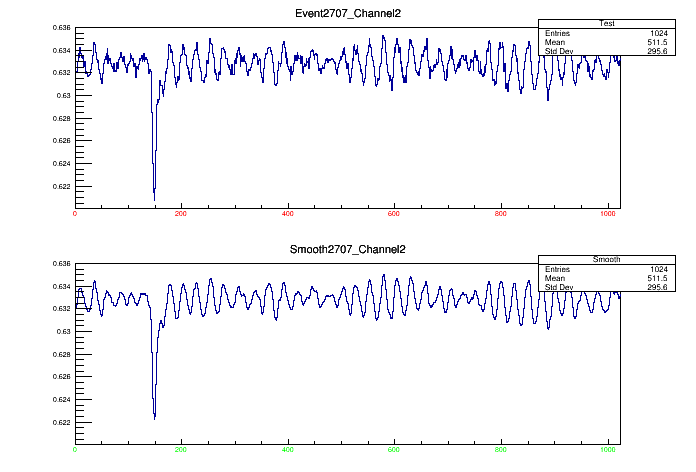 Event2707_Channel2
Test
Entries 1024
Mean 511.5
Std Dev 295.6
0.636
0.634
0.632
0.63
0.628
0.626
0.624
0.622
0 200 400 600 800 1000
Smooth2707_Channel2
Smooth
Entries 1024
Mean 511.5
Std Dev 295.6
0.636
0.634
0.632
0.63
0.628
0.626
0.624
0.622
0 200 400 600 800 1000